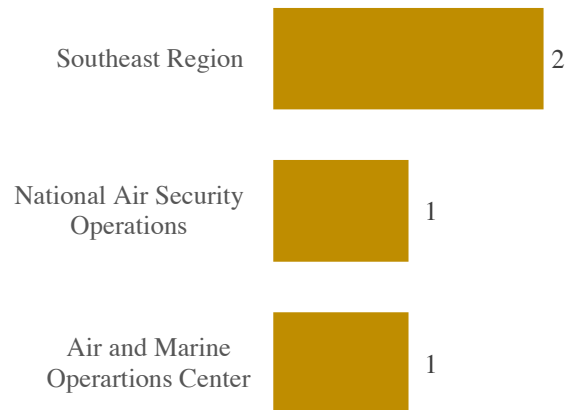 Southeast Region 2
National Air Security
Operations
1
Air and Marine
Operartions Center
1